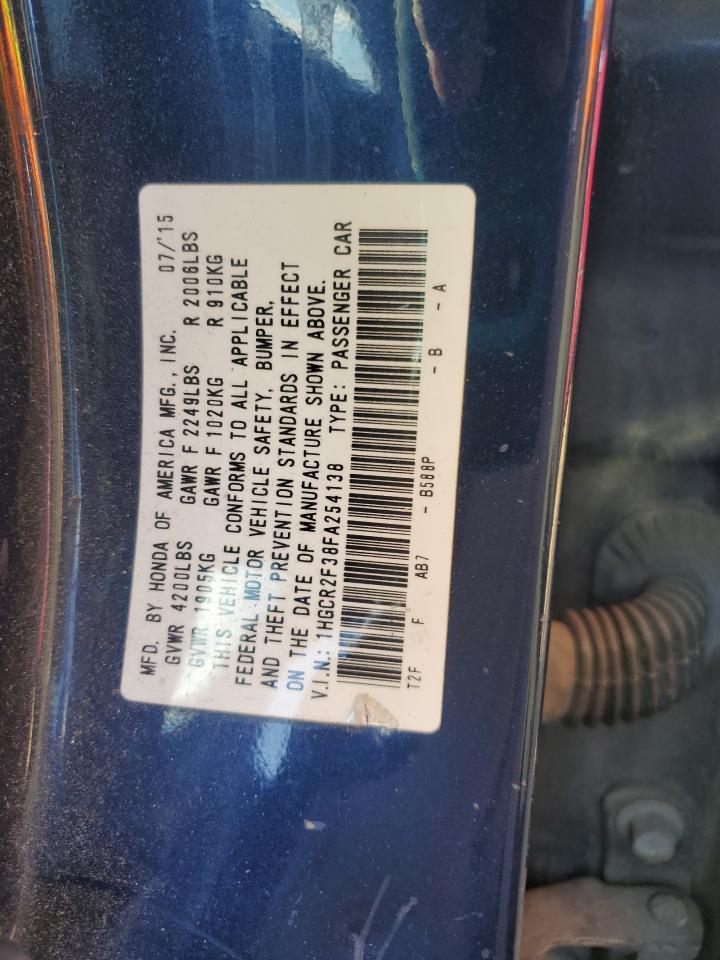 MFD. BY HONDA OF AMERICA MFG., INC. 07/'15
GVWR 4200LBS GAWR F 2249LBS R 2006LBS
GVWR 1905KG GAWR F 1020KG R 910KG
THIS VEHICLE CONFORMS TO ALL APPLICABLE
FEDERAL MOTOR VEHICLE SAFETY, BUMPER,
AND THEFT PREVENTION STANDARDS IN EFFECT
ON THE DATE OF MANUFACTURE SHOWN ABOVE.
V.I.N.: 1HGCR2F38FA254138 TYPE: PASSENGER CAR
T2F F AB7 - B588P - B - A